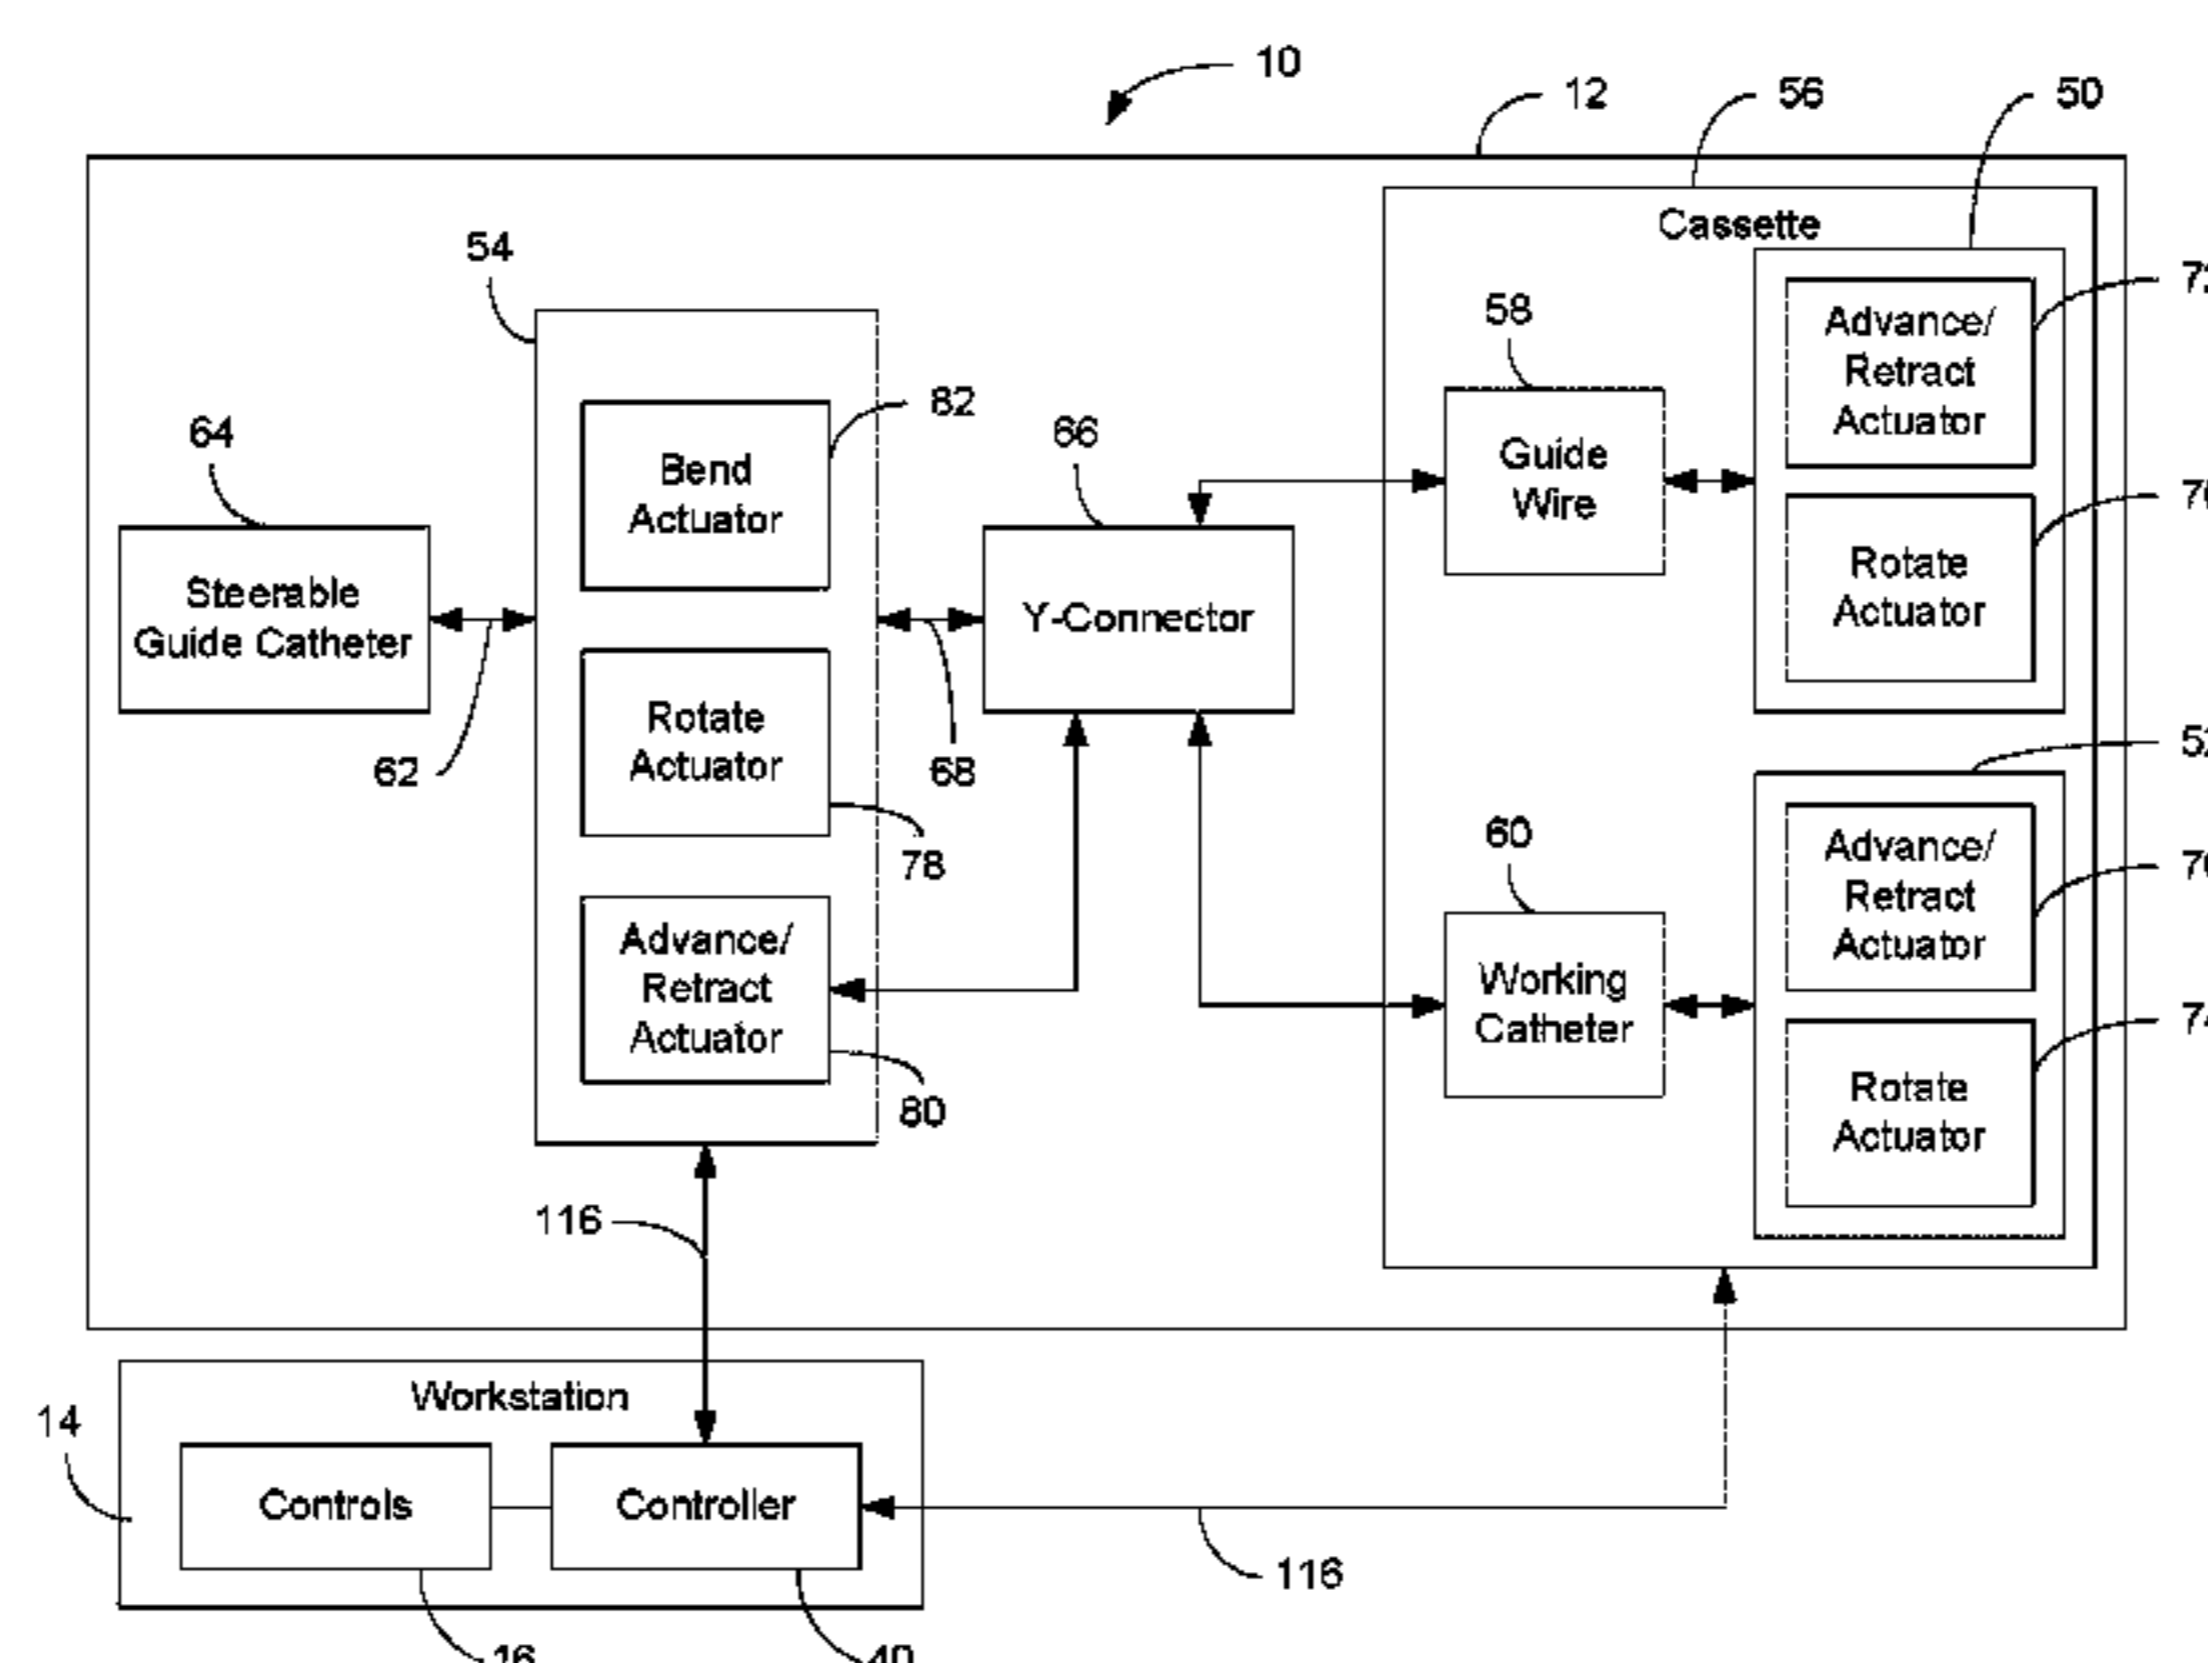 10
12
56
50
Cassette
54
58
Advance/
Retract
Actuator
64
82
66
Bend
Actuator
Guide
Wire
Steerable
Guide Catheter
Y-Connector
Rotate
Actuator
Rotate
Actuator
62
68
78
60
Advance/
Retract
Actuator
Advance/
Retract
Actuator
Working
Catheter
80
Rotate
Actuator
116
Workstation
14
Controls
Controller
116
16
40